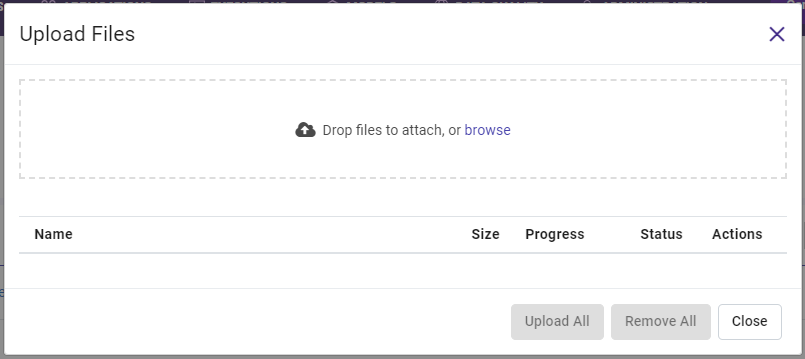 Upload Files
Drop files to attach, or browse
Name Size Progress Status Actions
Upload All Remove All Close